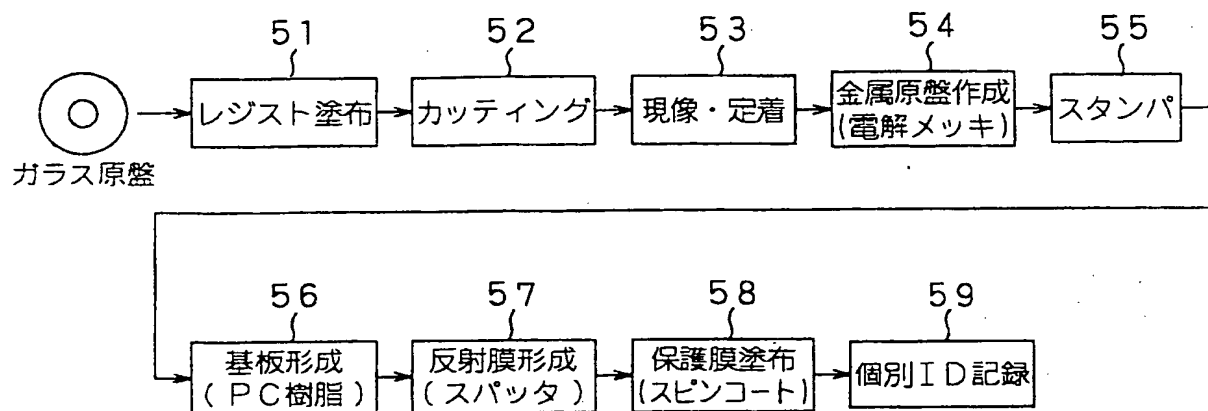 51
52
53
54
55
レジスト塗布
カッティング
現像・定着
金属原盤作成
(電解メッキ)
スタンパ
ガラス原盤
56
57
58
59
基板形成
(PC樹脂)
反射膜形成
(スパッタ)
保護膜塗布
(スピンコート)
個別ID記録